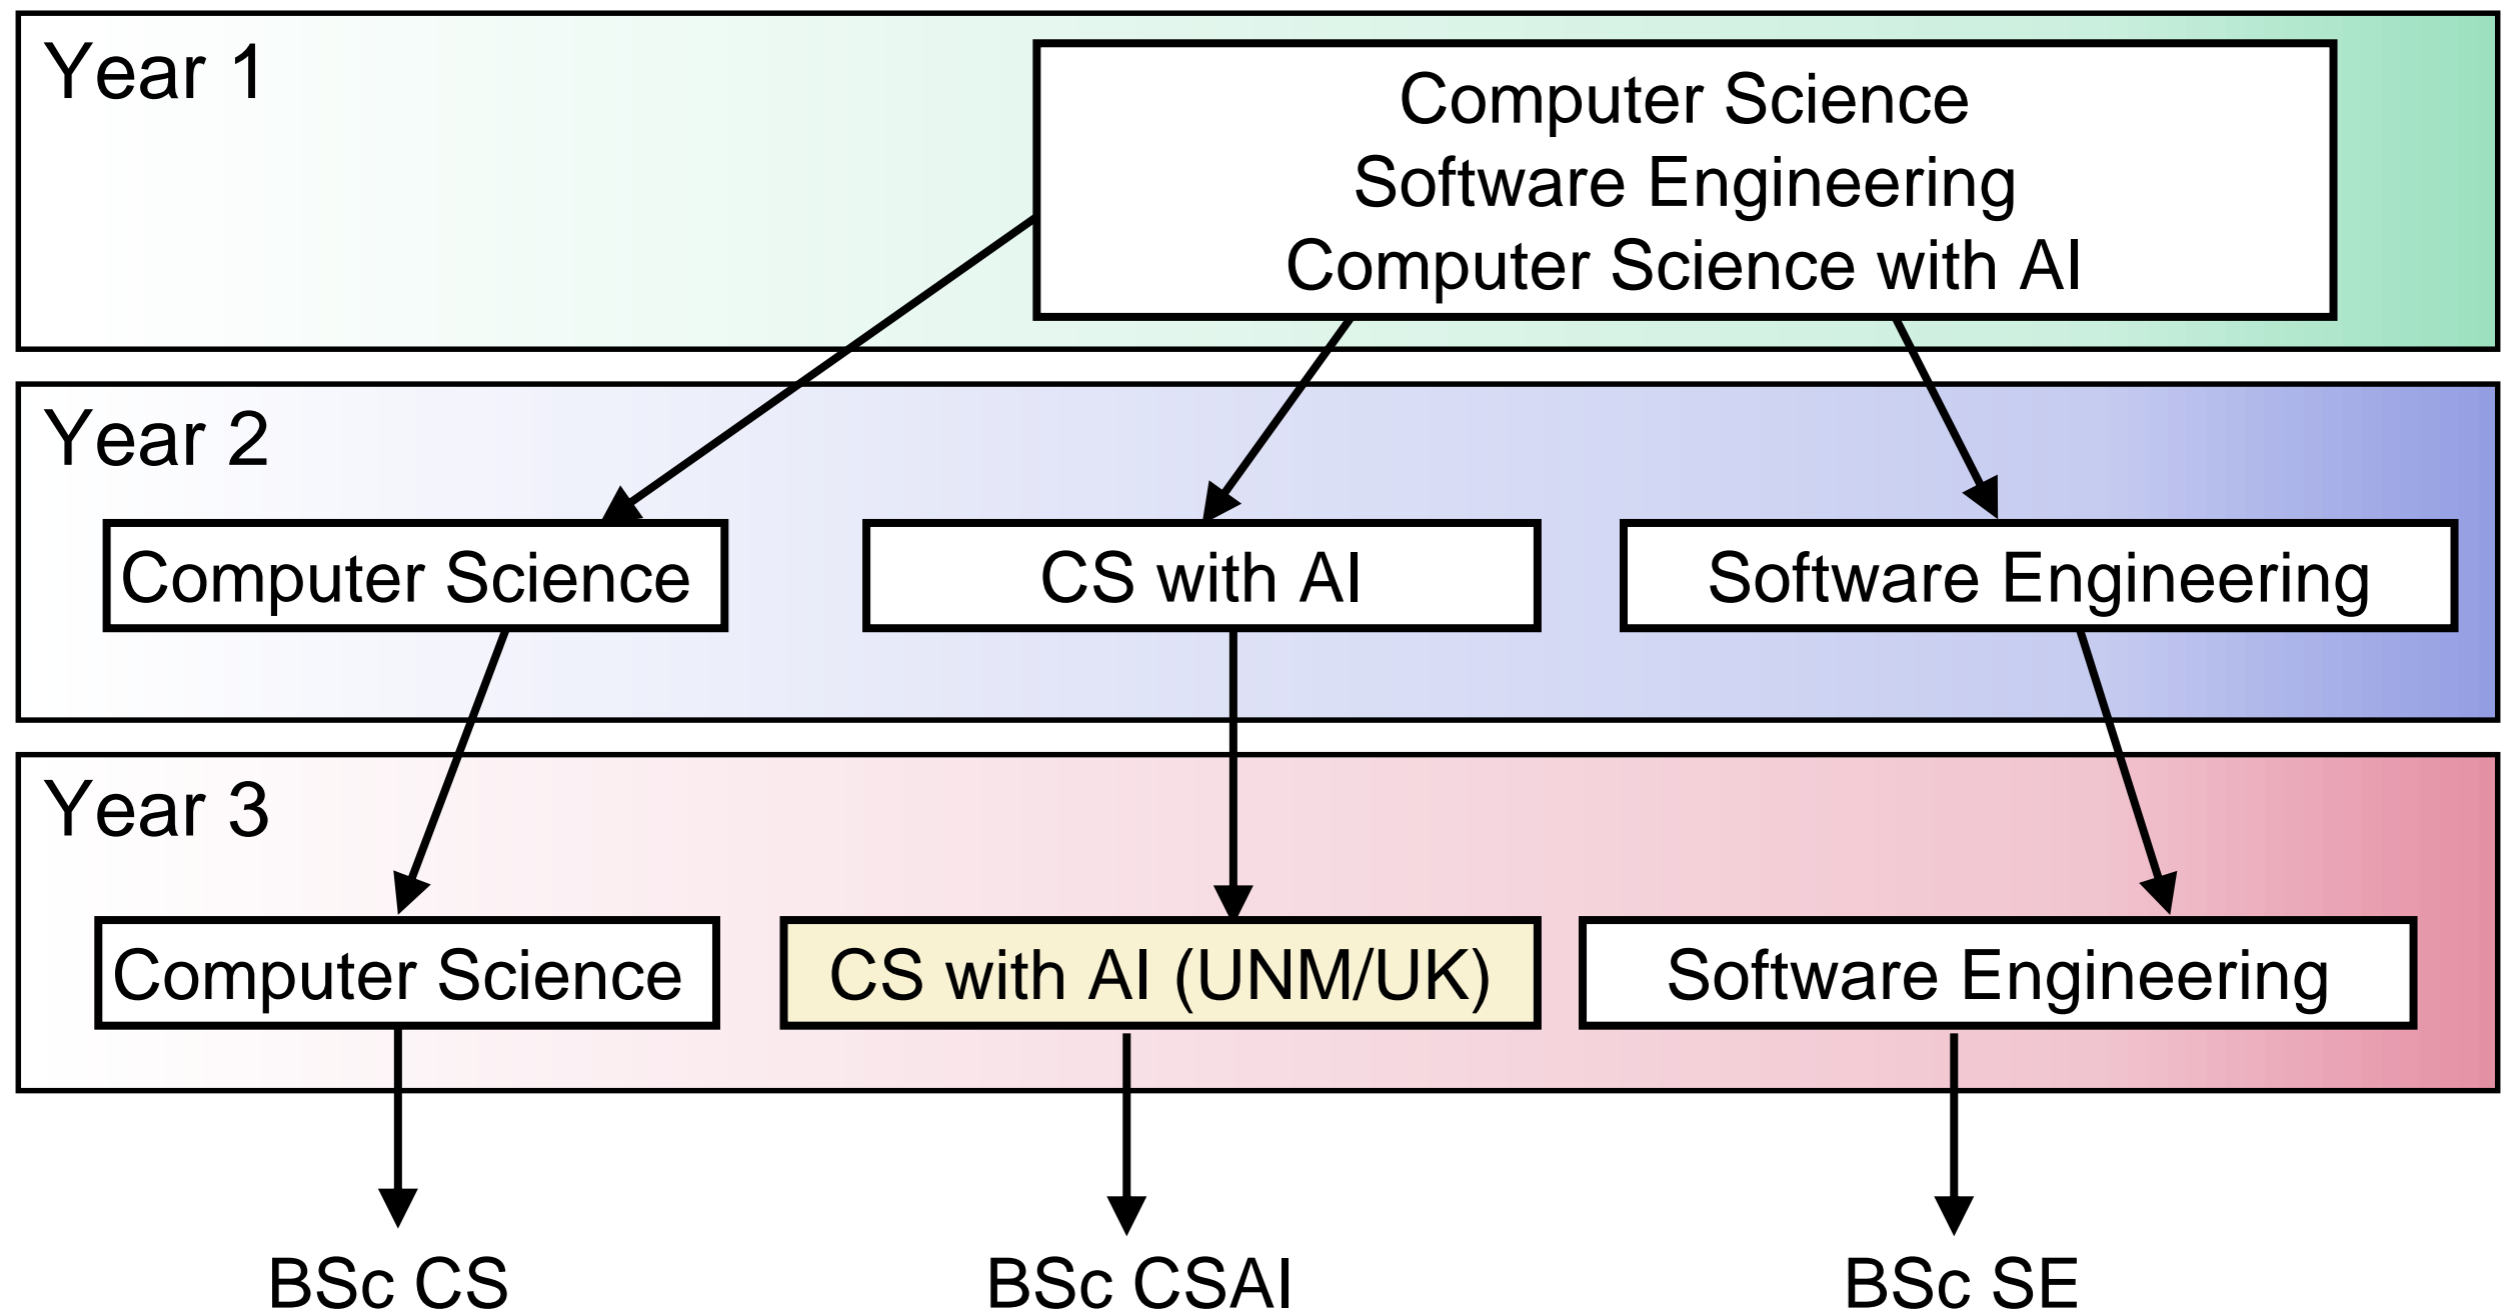 Year 1
Computer Science
Software Engineering
Computer Science with AI
Year 2
Computer Science
CS with AI
Software Engineering
Year 3
Computer Science
CS with AI (UNM/UK)
Software Engineering
BSc CS
BSc CSAI
BSc SE